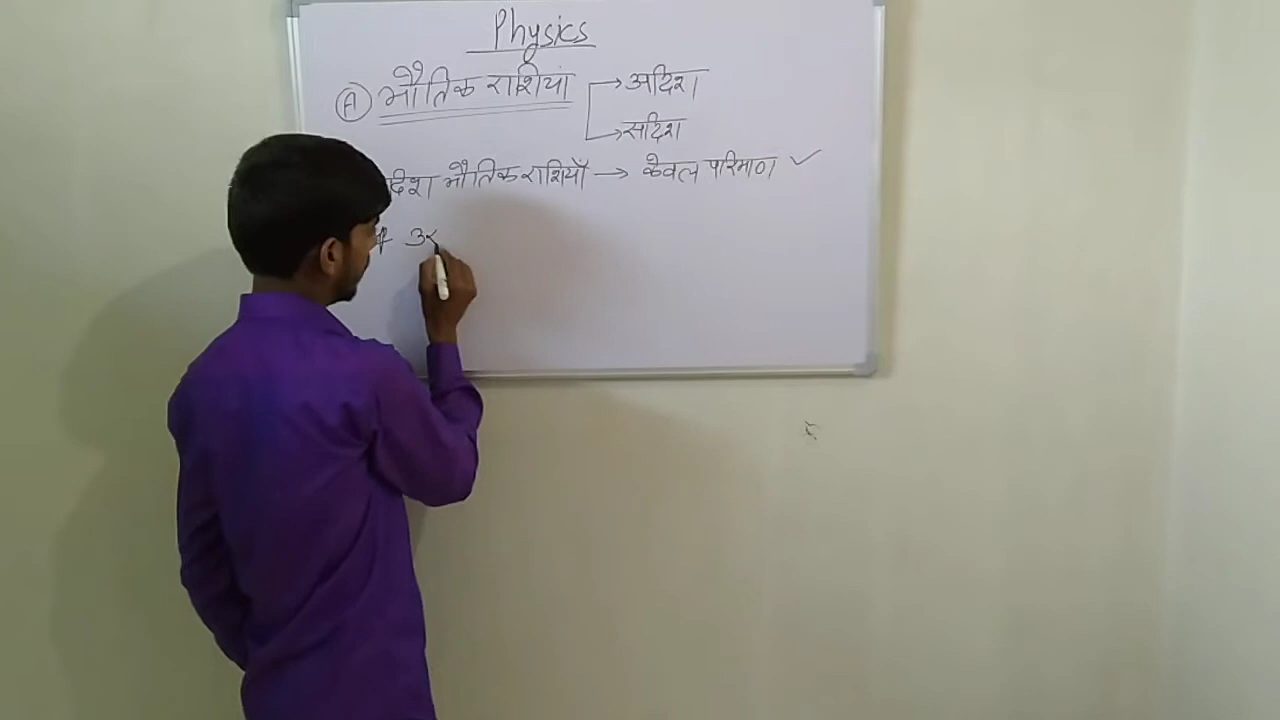 Physics
Ⓐ भौतिक राशियां → अदिश
→ सदिश
दिश भौतिक राशियाँ → केवल परिमाण ✓